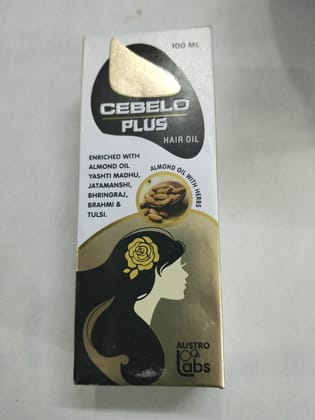 100 ML
CEBELO
PLUS
HAIR OIL
ENRICHED WITH
ALMOND OIL
YASHTI MADHU,
JATAMANSHI,
BHRINGRAJ,
BRAHMI &
TULSI.
ALMOND OIL WITH HERBS
AUSTRO
Labs